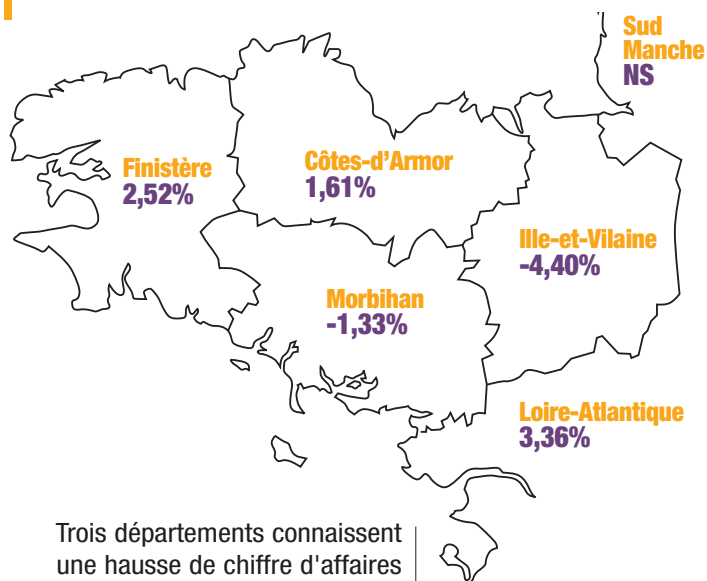 Sud
Manche
NS
Finistère
2,52%
Côtes-d’Armor
1,61%
Ille-et-Vilaine
-4,40%
Morbihan
-1,33%
Loire-Atlantique
3,36%
Trois départements connaissent
une hausse de chiffre d'affaires